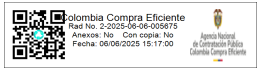 Colombia Compra Eficiente
Rad No. 2-2025-06-06-005675
Anexos: No Con copia: No
Fecha: 06/06/2025 15:17:00
Agencia Nacional
de Contratación Pública
Colombia Compra Eficiente